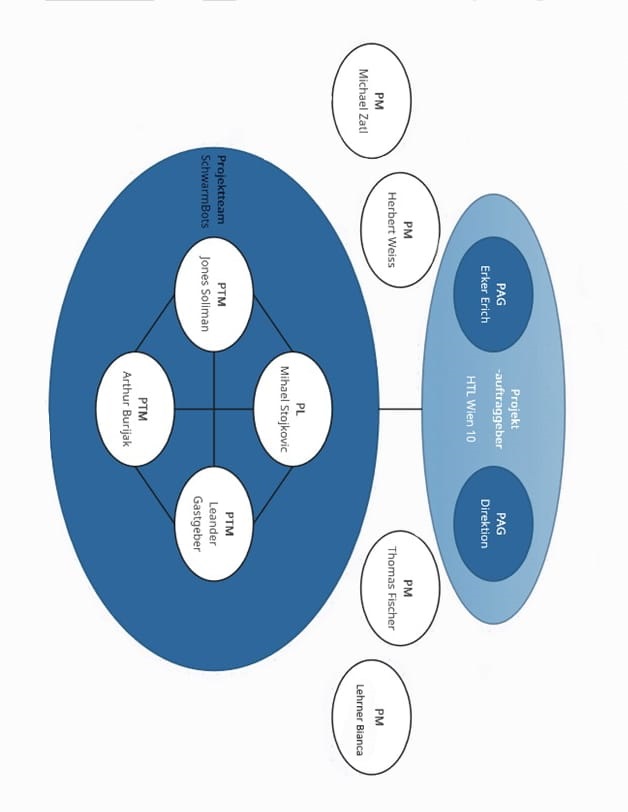 PAG
Erker Erich
Projekt
-auftraggeber
HTL Wien 10
PAG
Direktion
PM
Michael Zatl
PM
Herbert Weiss
PM
Thomas Fischer
PM
Lehrner Bianca
Projektteam
SchwarmBots
PL
Mihael Stojkovic
PTM
Jones Soliman
PTM
Leander
Gastgeber
PTM
Arthur Burijak